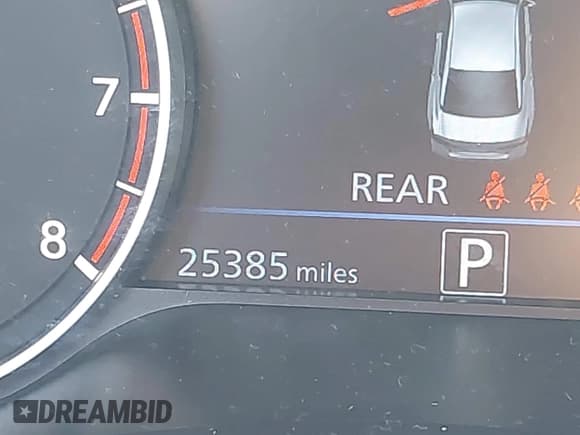 7
REAR
8
25385 miles
P
DREAMBID